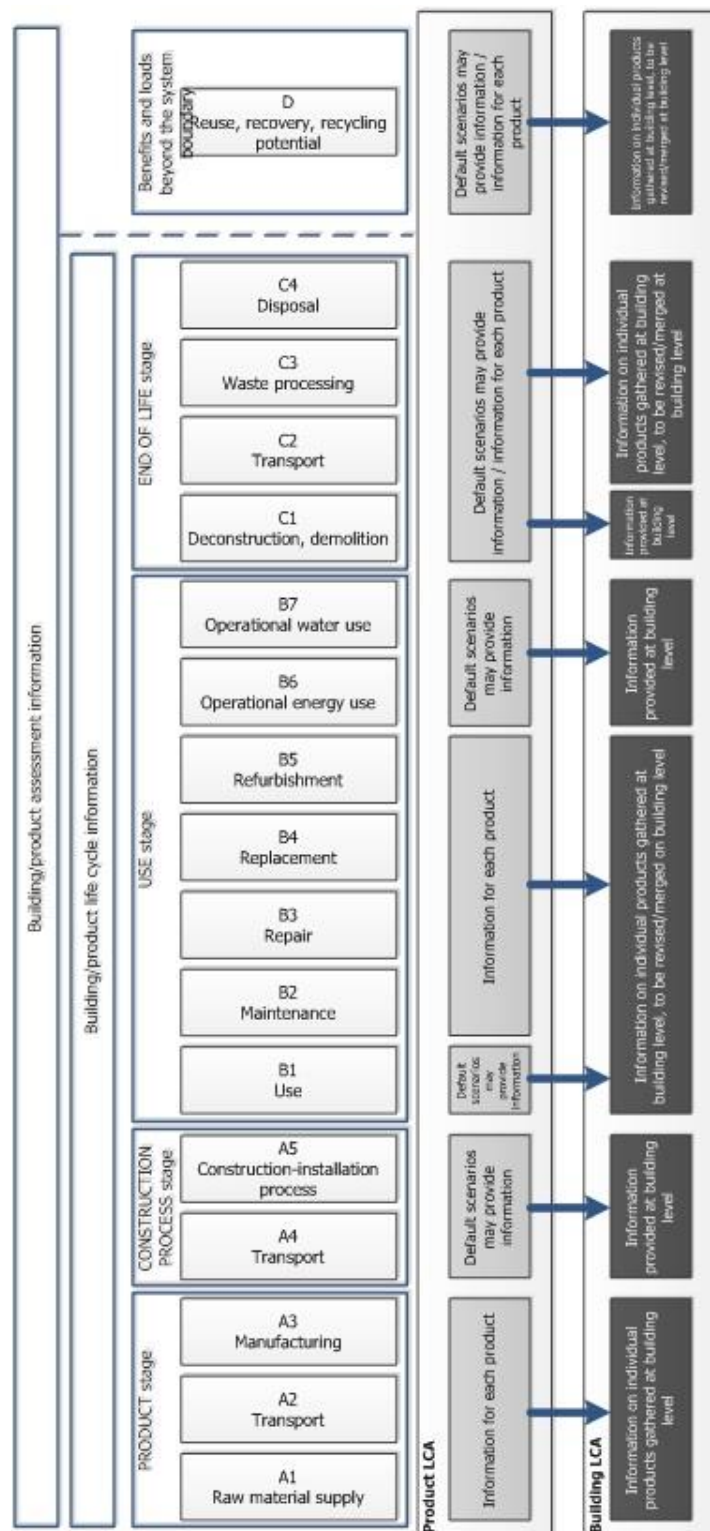 Building/product assessment information
Building/product life cycle information
PRODUCT stage
A1
Raw material supply
A2
Transport
A3
Manufacturing
CONSTRUCTION
PROCESS stage
A4
Transport
A5
Construction-installation
process
USE stage
B1
Use
B2
Maintenance
B3
Repair
B4
Replacement
B5
Refurbishment
B6
Operational energy use
B7
Operational water use
END OF LIFE stage
C1
Deconstruction, demolition
C2
Transport
C3
Waste processing
C4
Disposal
Benefits and loads
beyond the system
boundary
D
Reuse, recovery, recycling
potential
Product LCA
Information for each product
Default scenarios
may provide
information
Default
scenarios
may
provide
information
Information for each product
Default scenarios
may provide
information
Default scenarios may provide
information / information for each product
Default scenarios may
provide information /
information for each
product
Building LCA
Information on individual
products gathered at building
level
Information
provided at building
level
Information on individual products gathered at
building level, to be revised/merged on building level
Information
provided at building
level
Information
provided at
building
level
Information on individual
products gathered at building
level, to be revised/merged at
building level
Information on individual products
gathered at building level, to be
revised/merged at building level